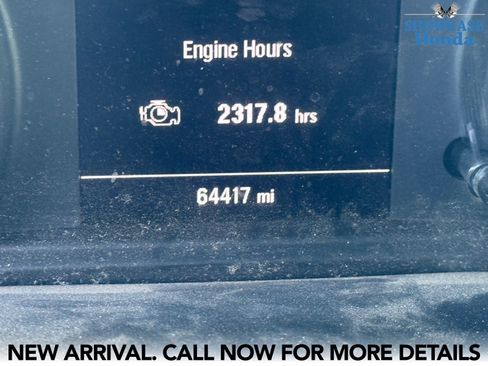 Honda
Engine Hours
2317.8 hrs
64417 mi
NEW ARRIVAL. CALL NOW FOR MORE DETAILS